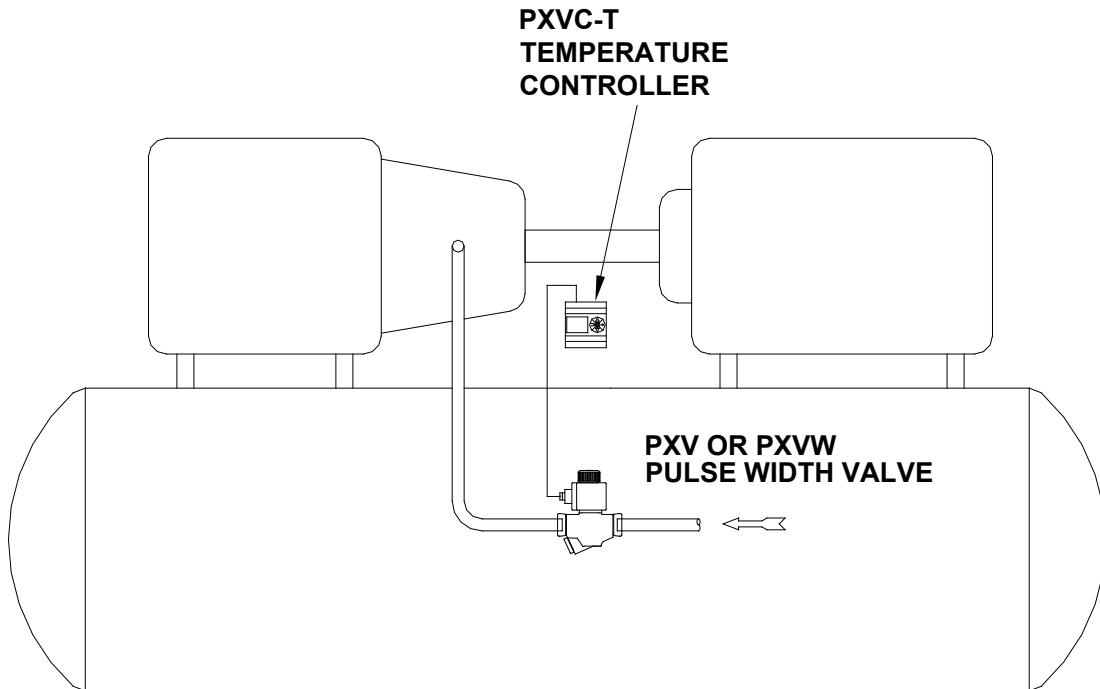 PXVC-T
TEMPERATURE
CONTROLLER
PXV OR PXVW
PULSE WIDTH VALVE